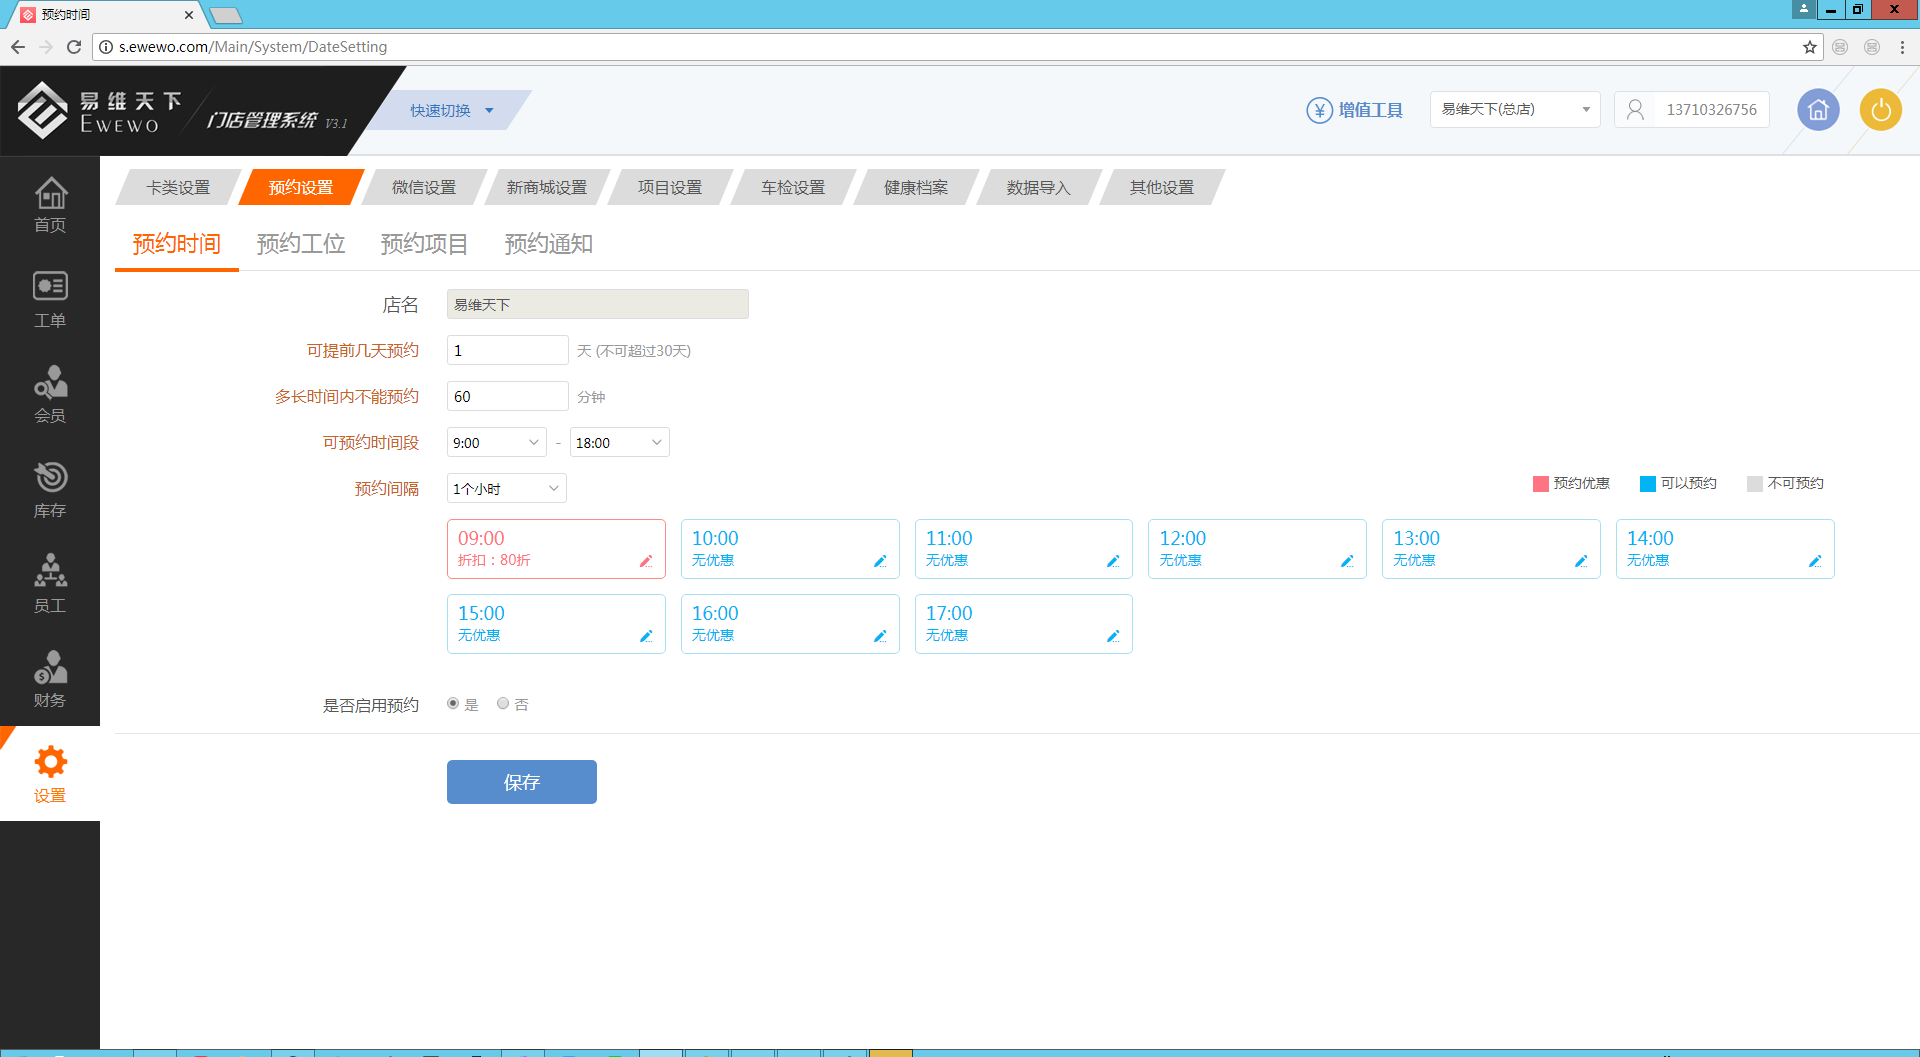 预约时间
s.ewewo.com/Main/System/DateSetting
易维天下
EWEWO
门店管理系统 V3.1
快速切换
¥ 增值工具
易维天下(总店)
13710326756
首页
工单
会员
库存
员工
财务
设置
卡类设置 预约设置 微信设置 新商城设置 项目设置 车检设置 健康档案 数据导入 其他设置
预约时间 预约工位 预约项目 预约通知
店名 易维天下
可提前几天预约 1 天 (不可超过30天)
多长时间内不能预约 60 分钟
可预约时间段 9:00 - 18:00
预约间隔 1个小时
预约优惠 可以预约 不可预约
09:00
折扣：80折
10:00
无优惠
11:00
无优惠
12:00
无优惠
13:00
无优惠
14:00
无优惠
15:00
无优惠
16:00
无优惠
17:00
无优惠
是否启用预约 是 否
保存